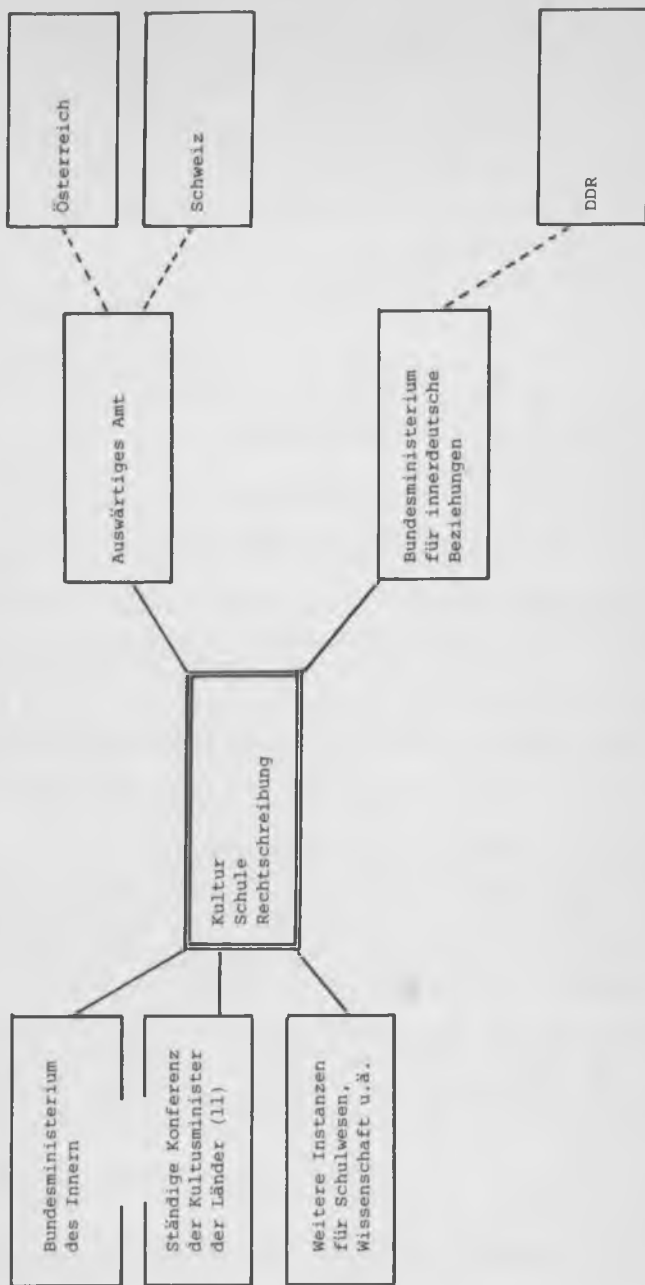 Bundesministerium
des Innern
Ständige Konferenz
der Kultusminister
der Länder (11)
Weitere Instanzen
für Schulwesen,
Wissenschaft u.ä.
Kultur
Schule
Rechtschreibung
Auswärtiges Amt
Bundesministerium
für innerdeutsche
Beziehungen
Österreich
Schweiz
DDR